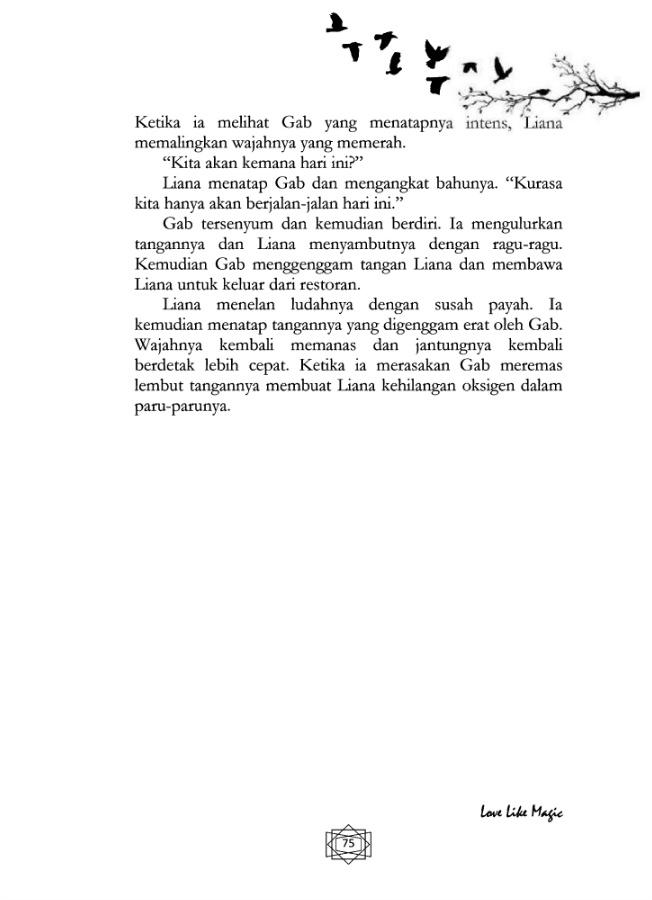 Ketika ia melihat Gab yang menatapnya intens, Liana
memalingkan wajahnya yang memerah.
“Kita akan kemana hari ini?”
Liana menatap Gab dan mengangkat bahunya. “Kurasa
kita hanya akan berjalan-jalan hari ini.”
Gab tersenyum dan kemudian berdiri. Ia mengulurkan
tangannya dan Liana menyambutnya dengan ragu-ragu.
Kemudian Gab menggenggam tangan Liana dan membawa
Liana untuk keluar dari restoran.
Liana menelan ludahnya dengan susah payah. Ia
kemudian menatap tangannya yang digenggam erat oleh Gab.
Wajahnya kembali memanas dan jantungnya kembali
berdetak lebih cepat. Ketika ia merasakan Gab meremas
lembut tangannya membuat Liana kehilangan oksigen dalam
paru-parunya.
Love Like Magic
75